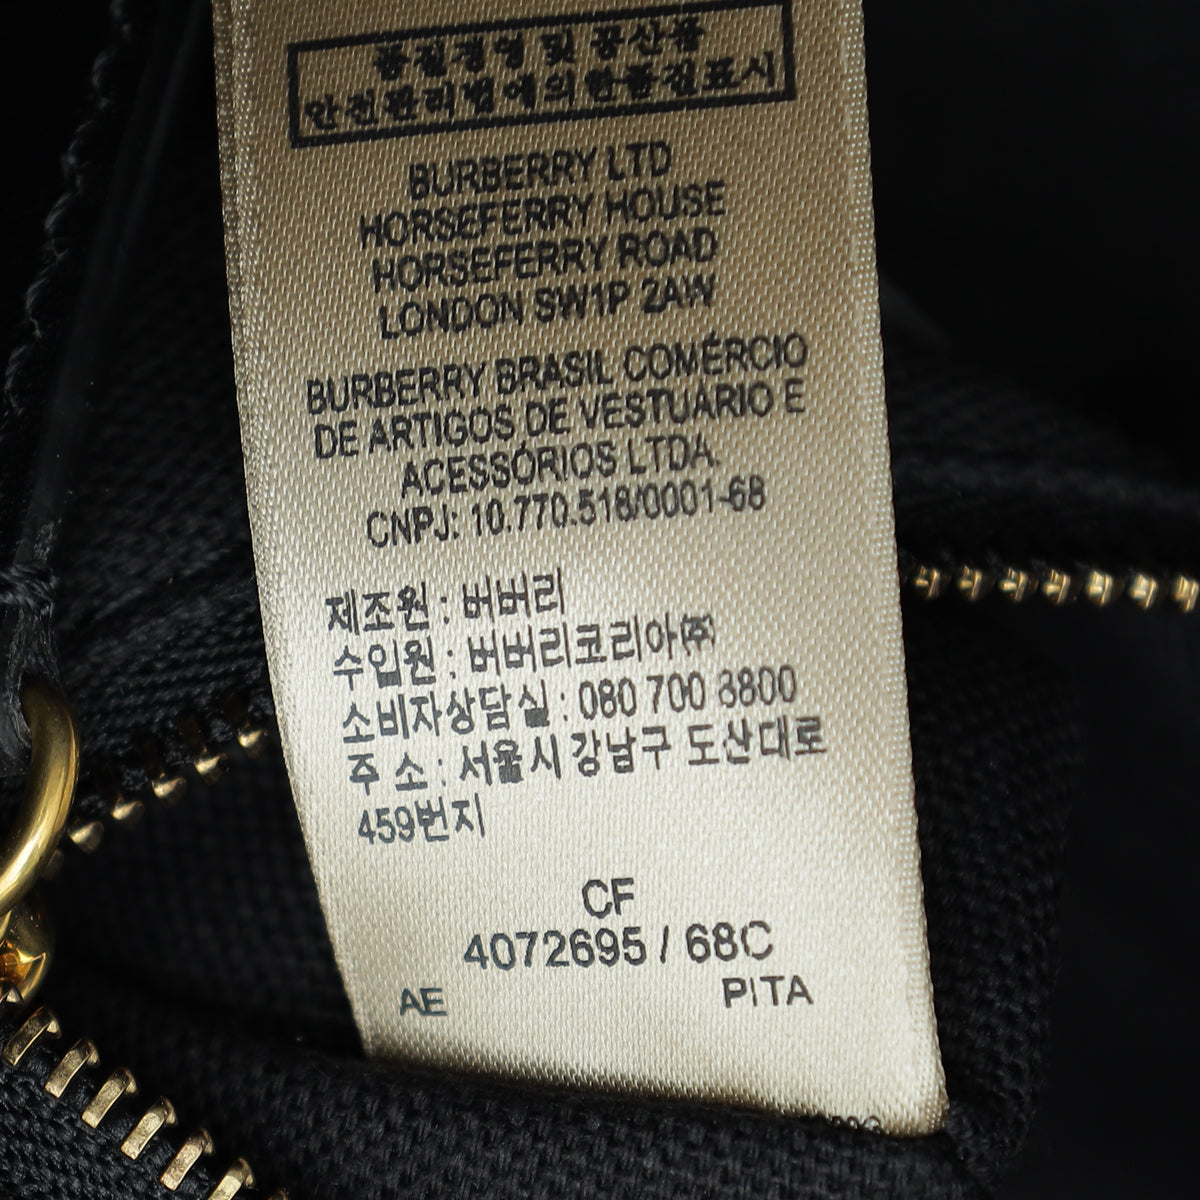 품질경영 및 공산품
안전관리법에의한품질표시
BURBERRY LTD
HORSEFERRY HOUSE
HORSEFERRY ROAD
LONDON SW1P 2AW
BURBERRY BRASIL COMÉRCIO
DE ARTIGOS DE VESTUÁRIO E
ACESSÓRIOS LTDA.
CNPJ: 10.770.518/0001-68
제조원 : 버버리
수입원 : 버버리코리아㈜
소비자상담실 : 080 700 8800
주 소 : 서울시 강남구 도산대로
459번지
CF
4072695 / 68C
AE PITA